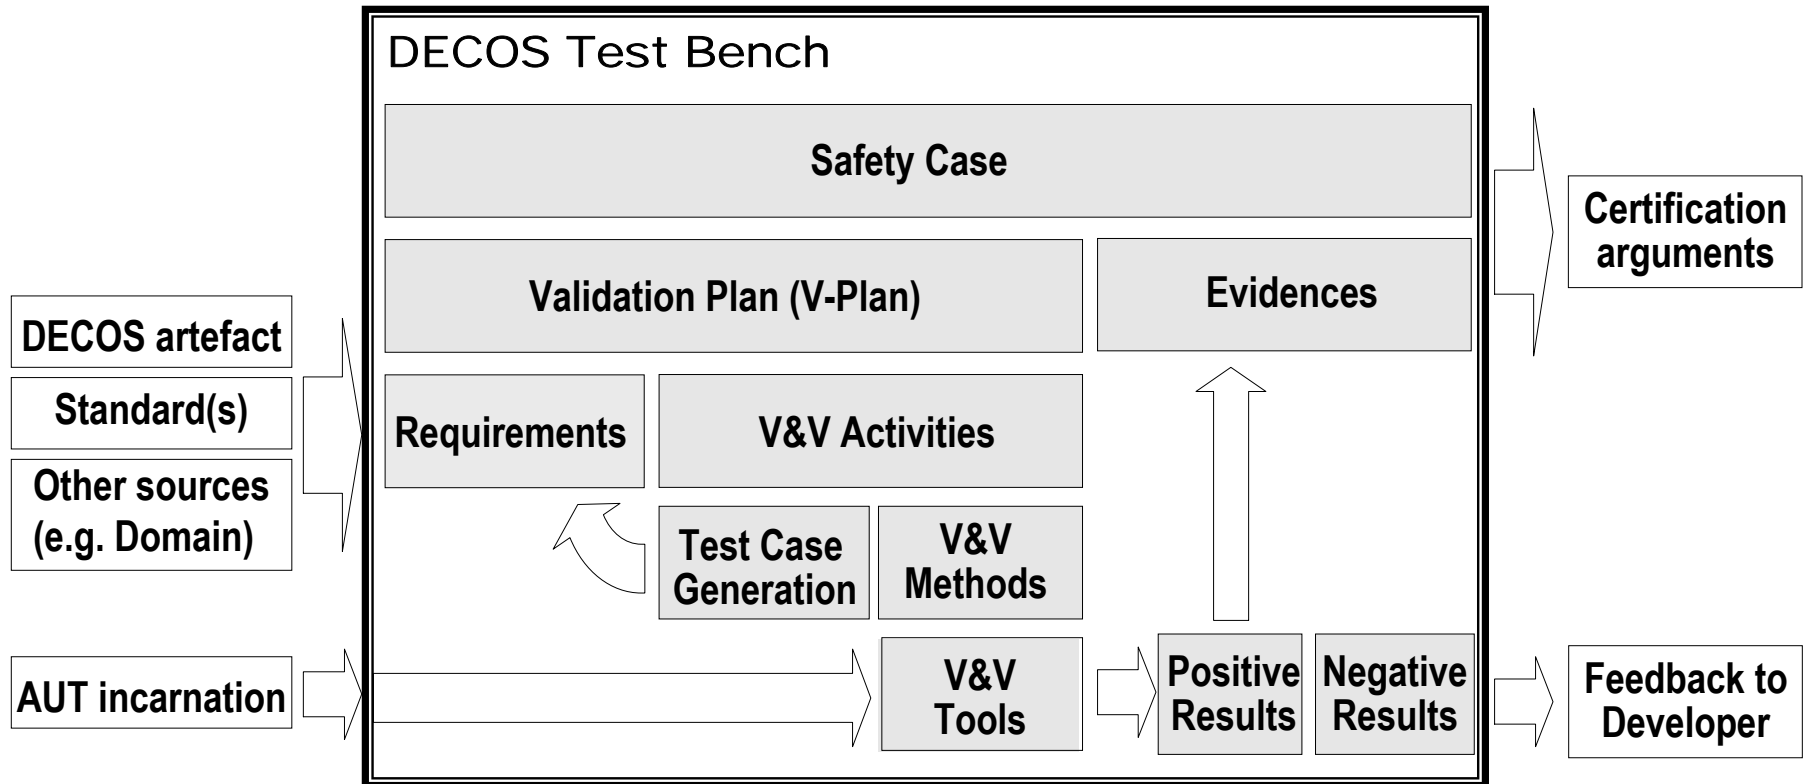 DECOS Test Bench
Safety Case
Validation Plan (V-Plan)
Evidences
Certification
arguments
DECOS artefact
Standard(s)
Other sources
(e.g. Domain)
Requirements
V&V Activities
Test Case
Generation
V&V
Methods
AUT incarnation
V&V
Tools
Positive
Results
Negative
Results
Feedback to
Developer